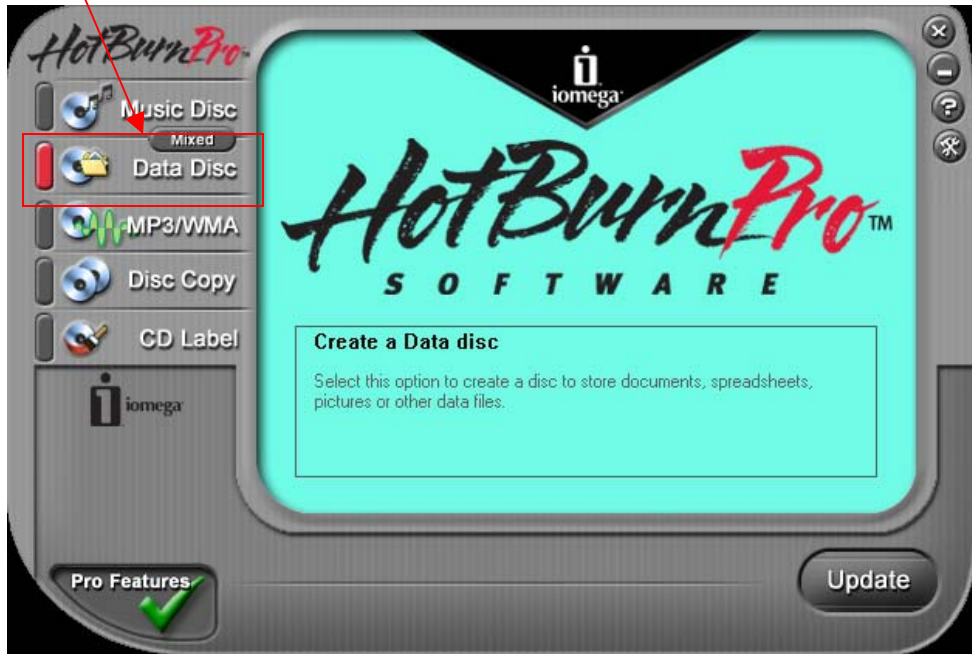 HotBurnPro™
Music Disc
Mixed
Data Disc
MP3/WMA
Disc Copy
CD Label
iomega
iomega
HotBurnPro™
SOFTWARE
Create a Data disc
Select this option to create a disc to store documents, spreadsheets,
pictures or other data files.
Pro Features
Update